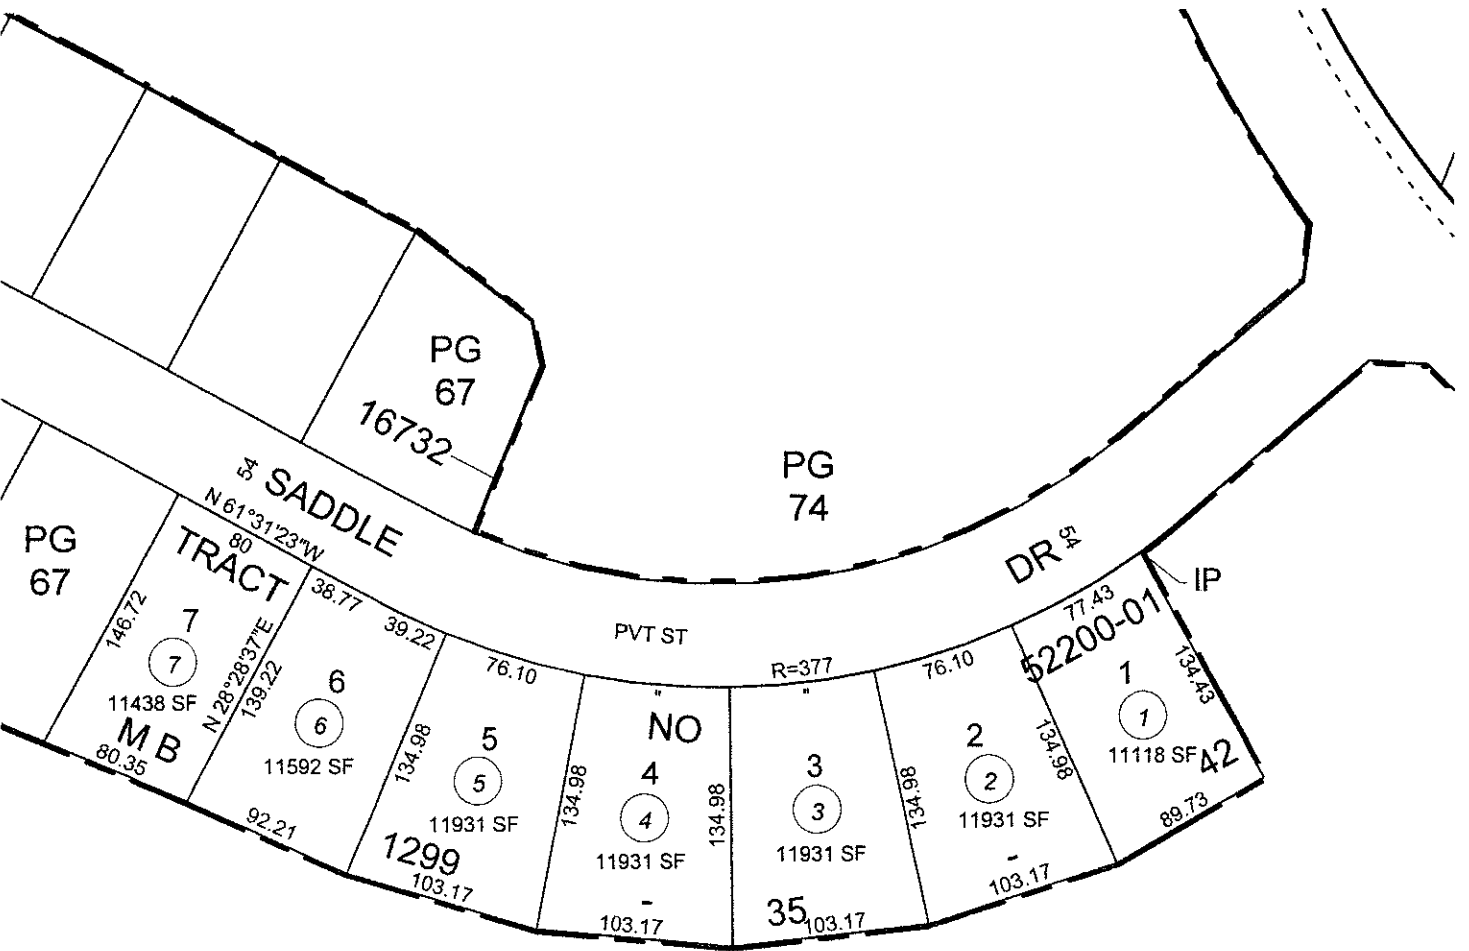 PG
67
16732
PG
74
54
SADDLE
N 61°31'23"W
80
TRACT
PG
67
DR
54
IP
38.77
39.22
PVT ST
R=377
76.10
76.10
77.43
52200-01
146.72
7
7
11438 SF
M B
80.35
N 28°28'37"E
139.22
6
6
11592 SF
92.21
134.98
5
5
11931 SF
1299
103.17
134.98
"
NO
4
4
11931 SF
-
103.17
134.98
"
3
3
11931 SF
35
103.17
134.98
2
2
11931 SF
-
103.17
134.98
1
1
11118 SF
42
134.43
89.73